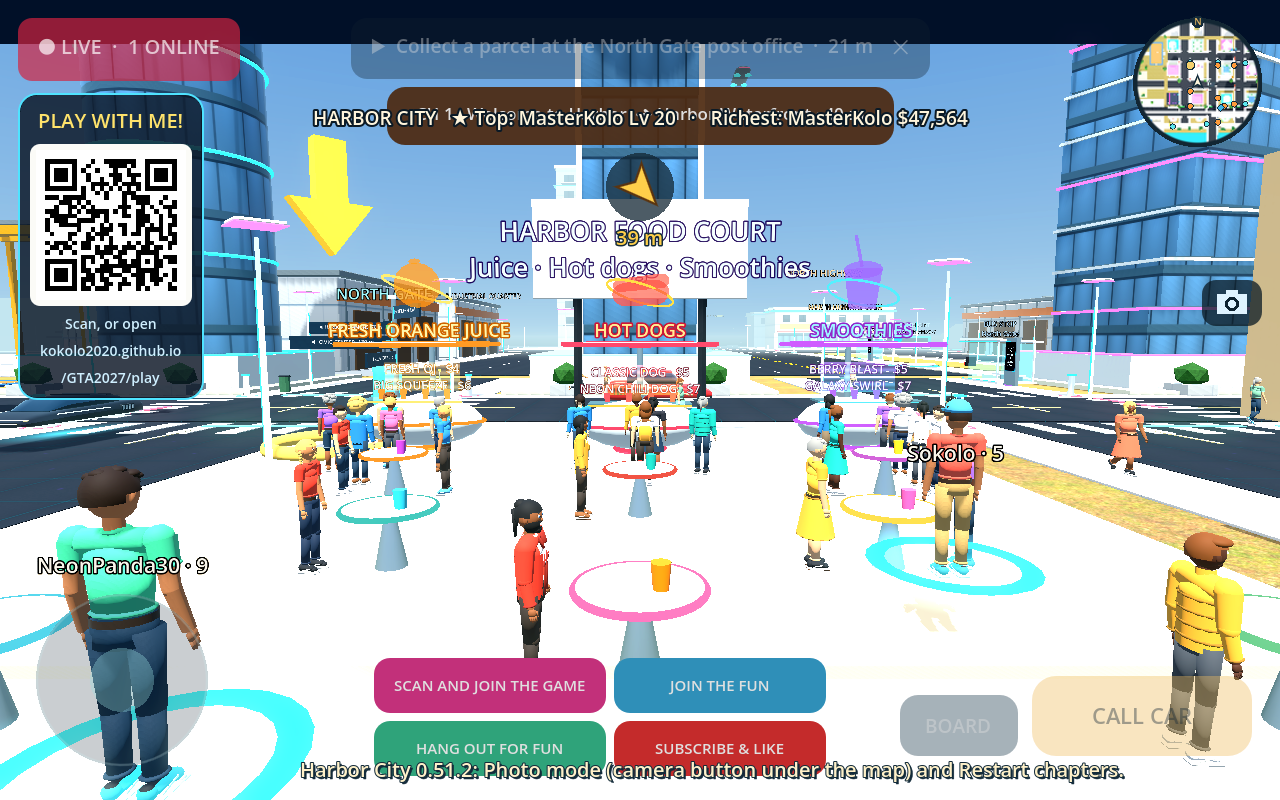 LIVE · 1 ONLINE
Collect a parcel at the North Gate post office · 21 m
N
PLAY WITH ME!
HARBOR CITY ★ Top: MasterKolo Lv 20 · Richest: MasterKolo $47,564
39 m
HARBOR FOOD COURT
Juice · Hot dogs · Smoothies
NORTH GATE
FRESH ORANGE JUICE
HOT DOGS
SMOOTHIES
Scan, or open
kokolo2020.github.io
/GTA2027/play
FRESH OJ · $4
CLASSIC DOG · $5
NEON CHILI DOG · $7
BERRY BLAST · $5
GALAXY SWIRL · $7
Sokolo · 5
NeonPanda30 · 9
SCAN AND JOIN THE GAME
JOIN THE FUN
HANG OUT FOR FUN
SUBSCRIBE & LIKE
BOARD
CALL CAR
Harbor City 0.51.2: Photo mode (camera button under the map) and Restart chapters.